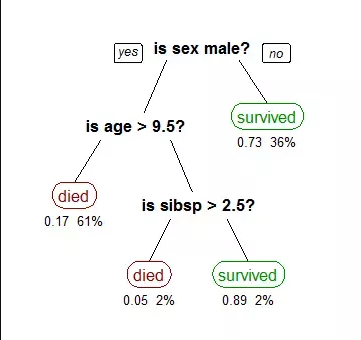 yes is sex male? no
survived
0.73 36%
is age > 9.5?
died
0.17 61%
is sibsp > 2.5?
died survived
0.05 2% 0.89 2%